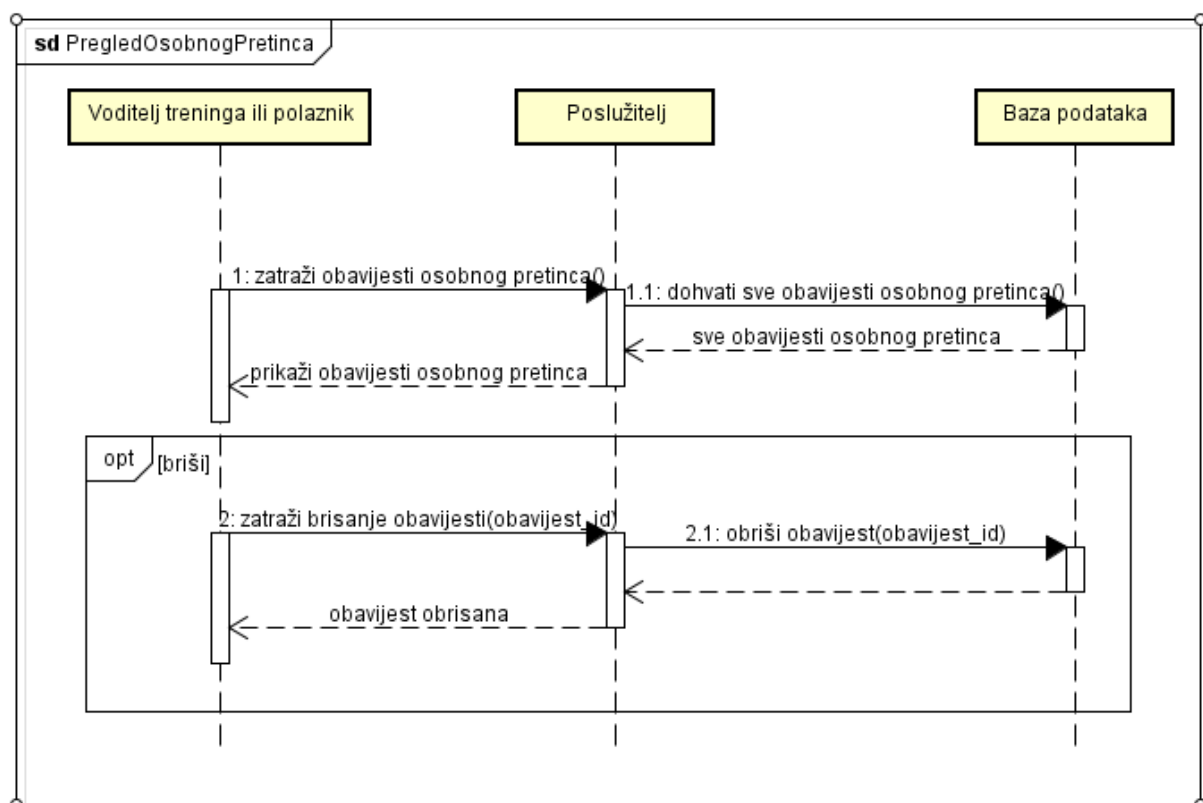 sd PregledOsobnogPretinca
Voditelj treninga ili polaznik
Poslužitelj
Baza podataka
1: zatraži obavijesti osobnog pretinca()
1.1: dohvati sve obavijesti osobnog pretinca()
sve obavijesti osobnog pretinca
prikaži obavijesti osobnog pretinca
opt
[briši]
2: zatraži brisanje obavijesti(obavijest_id)
2.1: obriši obavijest(obavijest_id)
obavijest obrisana